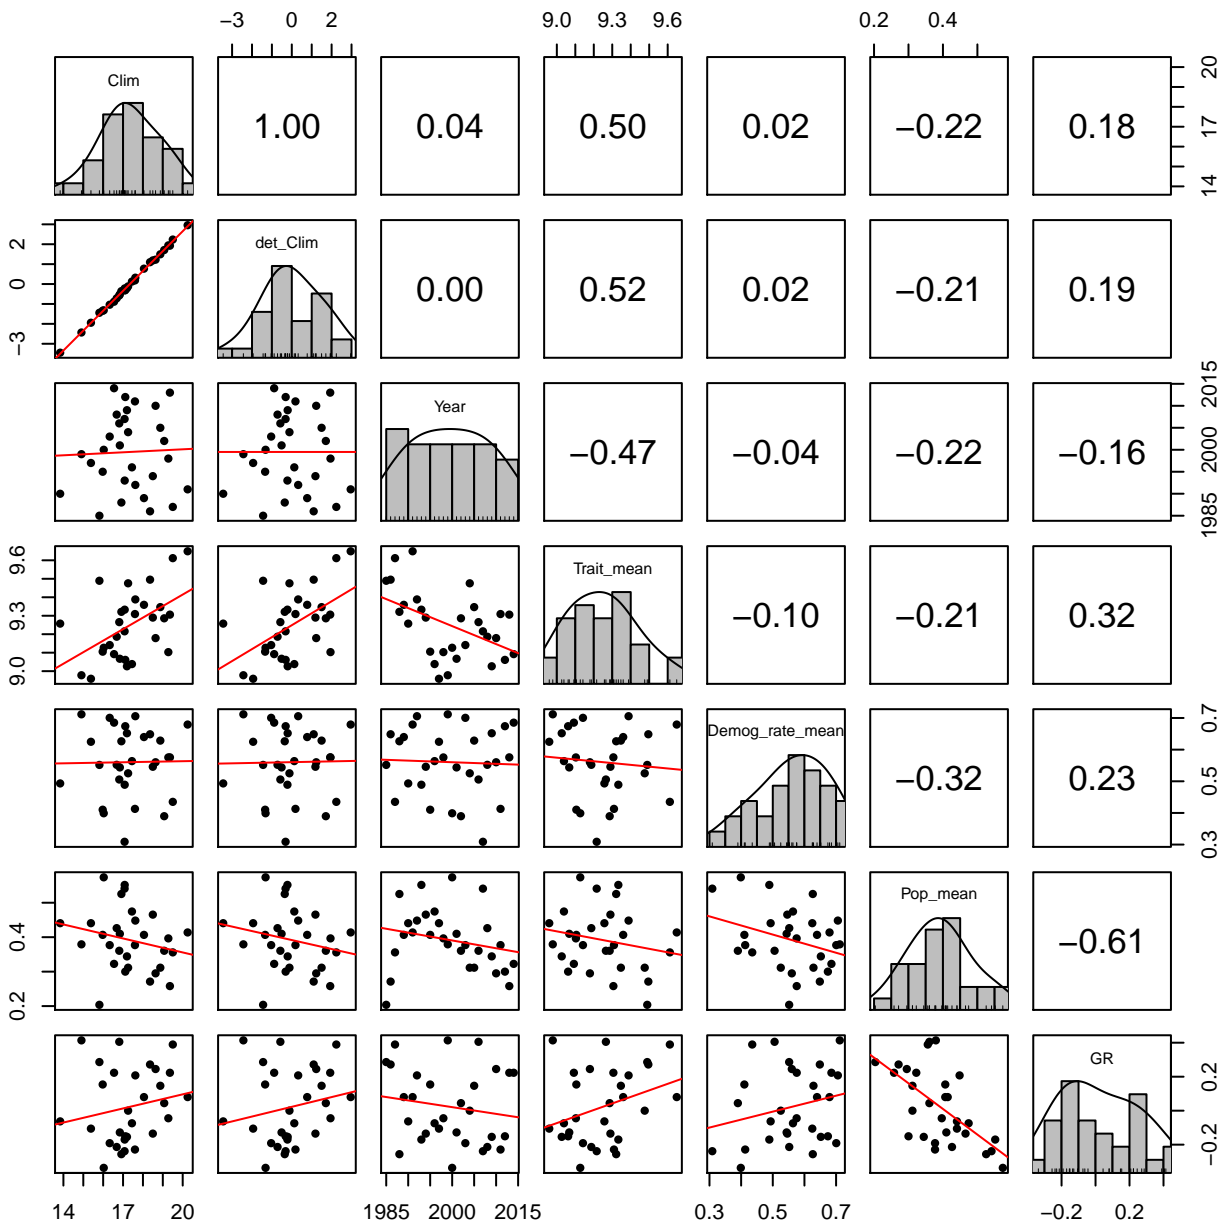 −3 0 2 9.0 9.3 9.6 0.2 0.4
Clim 1.00 0.04 0.50 0.02 −0.22 0.18 14 17 20
−3 0 2 det_Clim 0.00 0.52 0.02 −0.21 0.19
Year −0.47 −0.04 −0.22 −0.16 1985 2000 2015
9.0 9.3 9.6 Trait_mean −0.10 −0.21 0.32
Demog_rate_mean −0.32 0.23 0.3 0.5 0.7
0.2 0.4 Pop_mean −0.61
GR −0.2 0.2
14 17 20 1985 2000 2015 0.3 0.5 0.7 −0.2 0.2